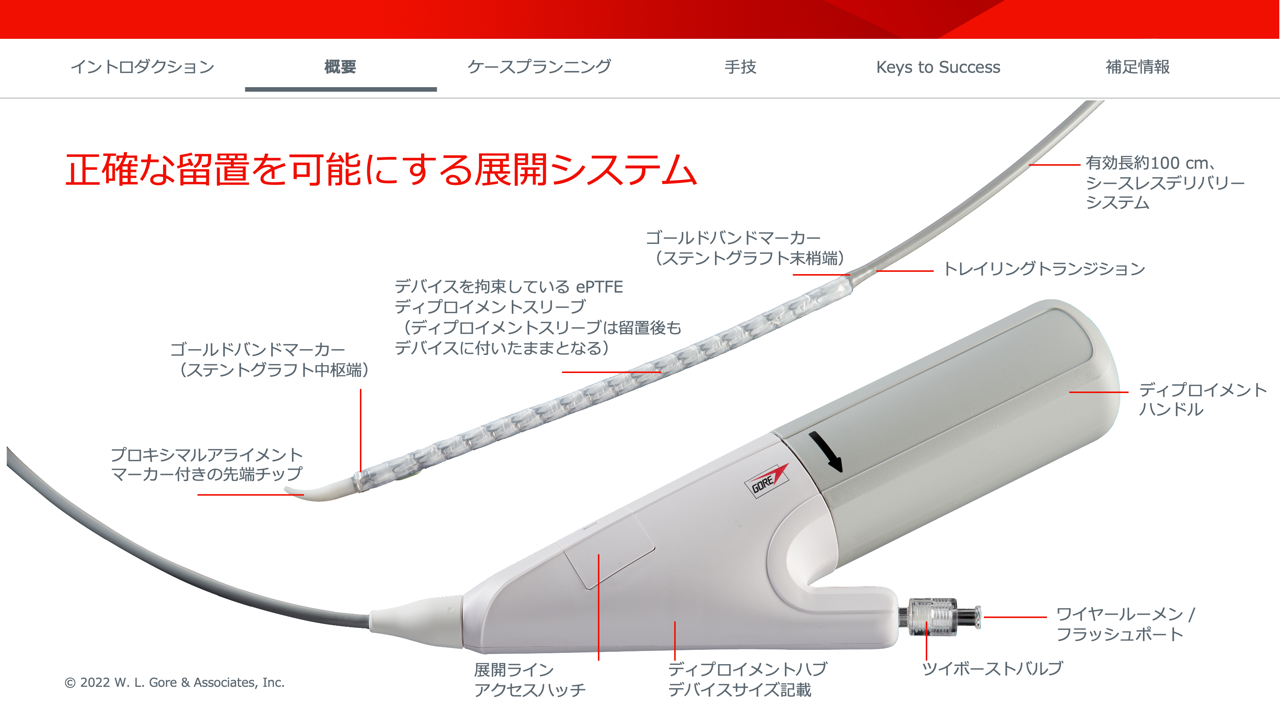 イントロダクション
概要
ケースプランニング
手技
Keys to Success
補足情報
正確な留置を可能にする展開システム
有効長約100 cm、
シースレスデリバリー
システム
ゴールドバンドマーカー
（ステントグラフト末梢端）
トレイリングトランジション
デバイスを拘束している ePTFE
ディプロイメントスリーブ
（ディプロイメントスリーブは留置後も
デバイスに付いたままとなる）
ゴールドバンドマーカー
（ステントグラフト中枢端）
ディプロイメント
ハンドル
プロキシマルアライメント
マーカー付きの先端チップ
GORE
ワイヤールーメン /
フラッシュポート
展開ライン
アクセスハッチ
ディプロイメントハブ
デバイスサイズ記載
ツイボーストバルブ
© 2022 W. L. Gore & Associates, Inc.